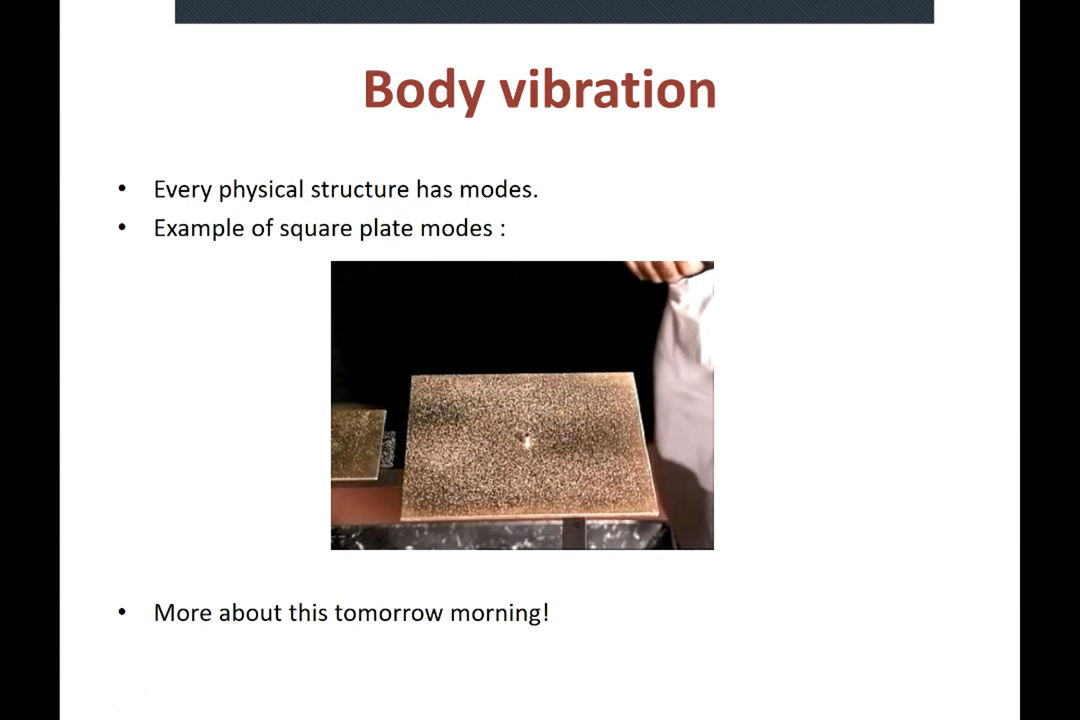 Body vibration
• Every physical structure has modes.
• Example of square plate modes :
• More about this tomorrow morning!